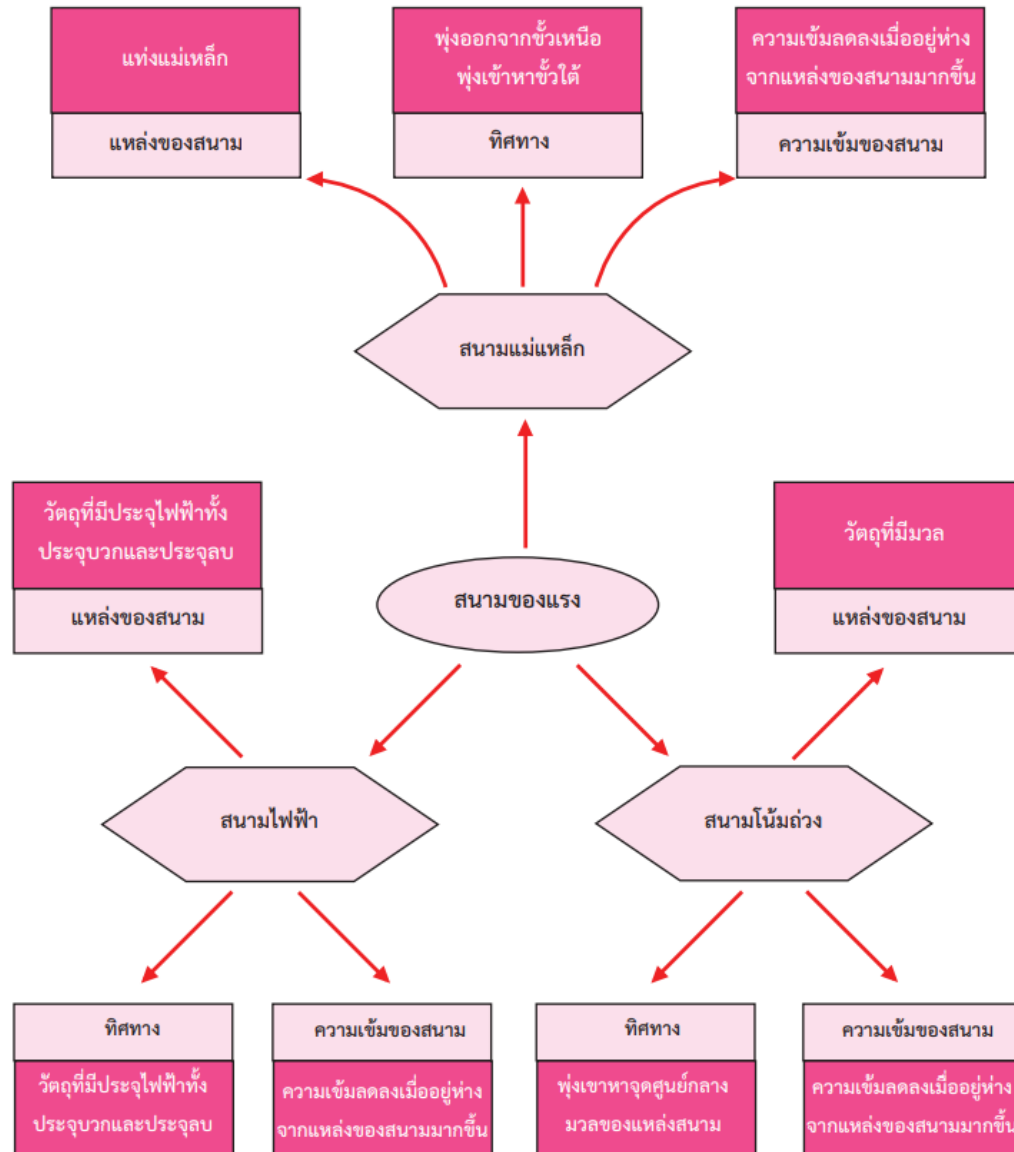 แท่งแม่เหล็ก
แหล่งของสนาม
พุ่งออกจากขั้วเหนือ
พุ่งเข้าหาขั้วใต้
ทิศทาง
ความเข้มลดลงเมื่ออยู่ห่าง
จากแหล่งของสนามมากขึ้น
ความเข้มของสนาม
สนามแม่แหล็ก
วัตถุที่มีประจุไฟฟ้าทั้ง
ประจุบวกและประจุลบ
แหล่งของสนาม
สนามของแรง
วัตถุที่มีมวล
แหล่งของสนาม
สนามไฟฟ้า
สนามโน้มถ่วง
ทิศทาง
วัตถุที่มีประจุไฟฟ้าทั้ง
ประจุบวกและประจุลบ
ความเข้มของสนาม
ความเข้มลดลงเมื่ออยู่ห่าง
จากแหล่งของสนามมากขึ้น
ทิศทาง
พุ่งเขาหาจุดศูนย์กลาง
มวลของแหล่งสนาม
ความเข้มของสนาม
ความเข้มลดลงเมื่ออยู่ห่าง
จากแหล่งของสนามมากขึ้น